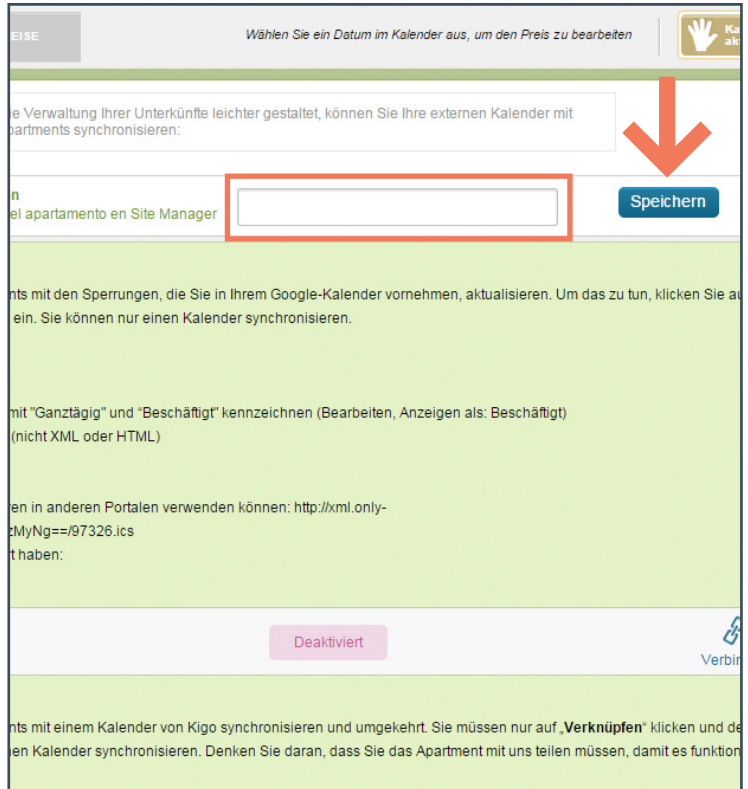 EISE
Wählen Sie ein Datum im Kalender aus, um den Preis zu bearbeiten
Ka
ak
ie Verwaltung Ihrer Unterkünfte leichter gestaltet, können Sie Ihre externen Kalender mit
partments synchronisieren:
n
el apartamento en Site Manager
Speichern
nts mit den Sperrungen, die Sie in Ihrem Google-Kalender vornehmen, aktualisieren. Um das zu tun, klicken Sie au
ein. Sie können nur einen Kalender synchronisieren.
mit "Ganztägig" und “Beschäftigt" kennzeichnen (Bearbeiten, Anzeigen als: Beschäftigt)
(nicht XML oder HTML)
en in anderen Portalen verwenden können: http://xml.only-
zMyNg==/97326.ics
t haben:
Deaktiviert
Verbin
nts mit einem Kalender von Kigo synchronisieren und umgekehrt. Sie müssen nur auf „Verknüpfen“ klicken und de
en Kalender synchronisieren. Denken Sie daran, dass Sie das Apartment mit uns teilen müssen, damit es funktion